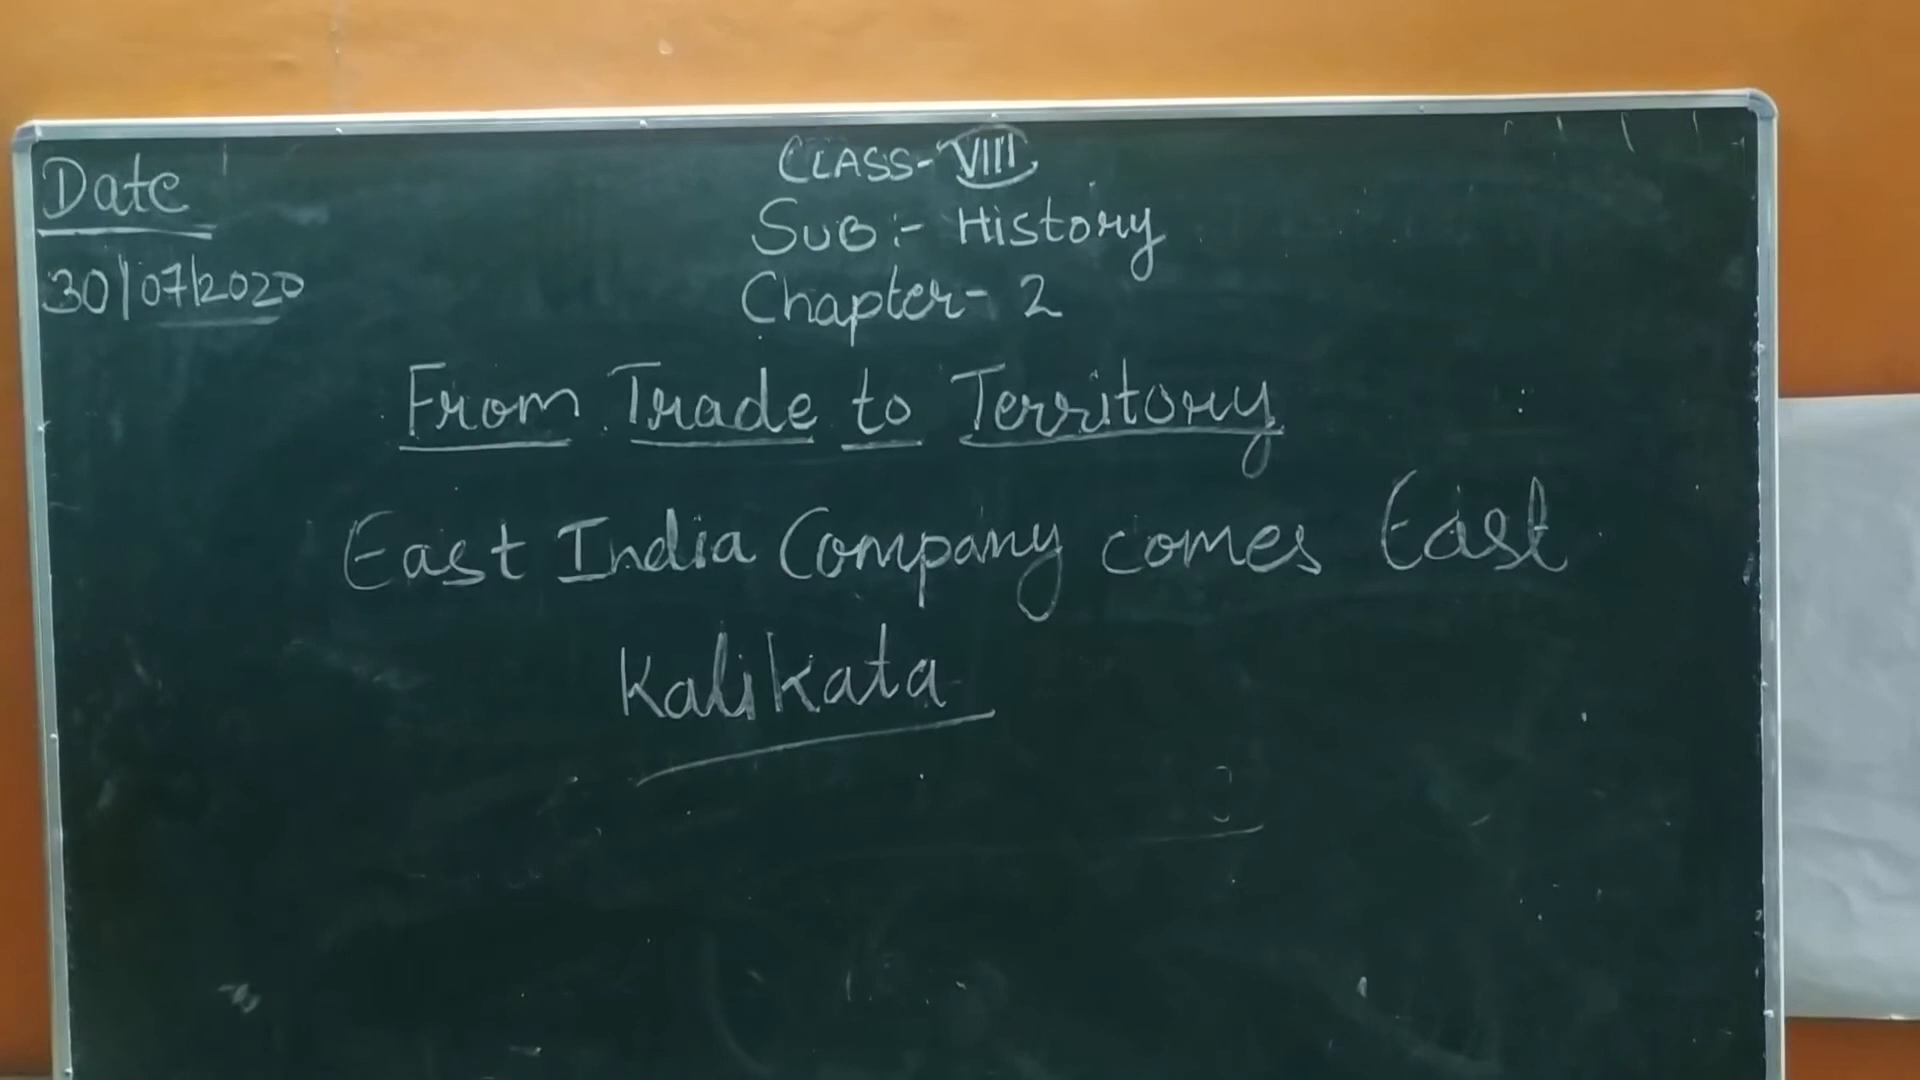 Date
30/07/2020
CLASS-VIII
SUB:- History
Chapter- 2
From Trade to Territory
East India Company comes East
Kalikata